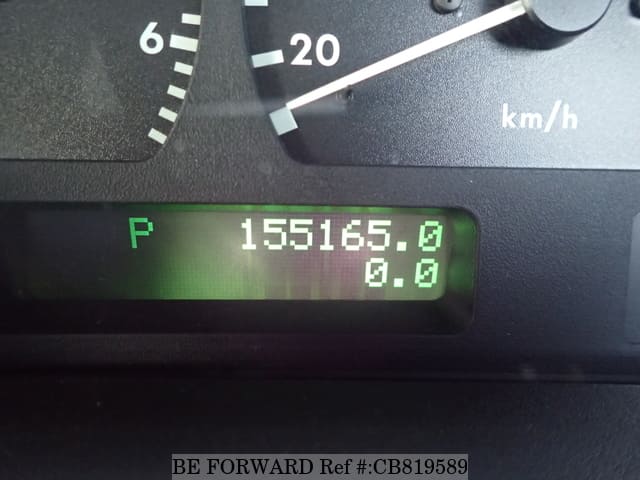 6
20
km/h
P 155165.0
0.0
BE FORWARD Ref #:CB819589